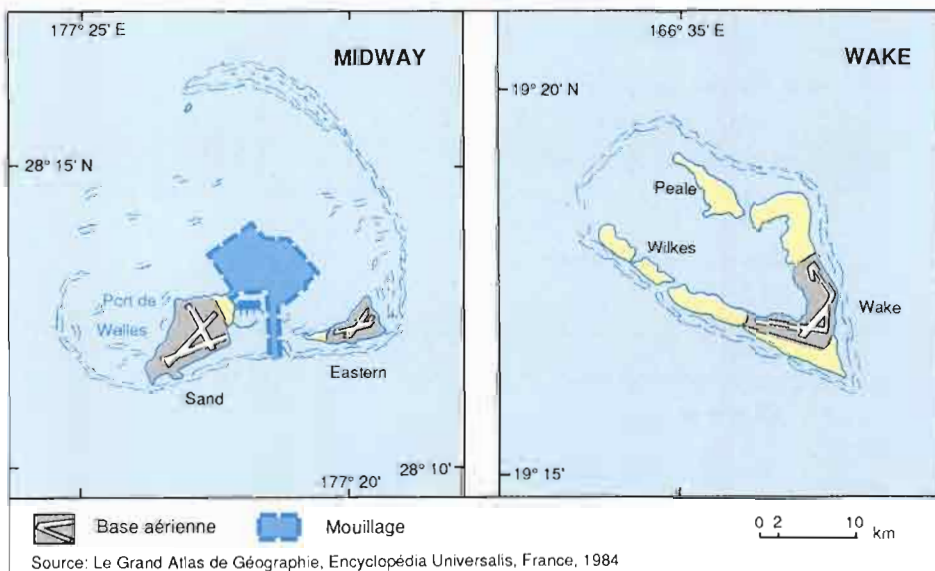 177° 25' E
MIDWAY
28° 15' N
Port de
Welles
Sand
Eastern
28° 10'
177° 20'
166° 35' E
WAKE
19° 20' N
Peale
Wilkes
Wake
19° 15'
Base aérienne
Mouillage
0 2 10 km
Source: Le Grand Atlas de Géographie, Encyclopédia Universalis, France, 1984